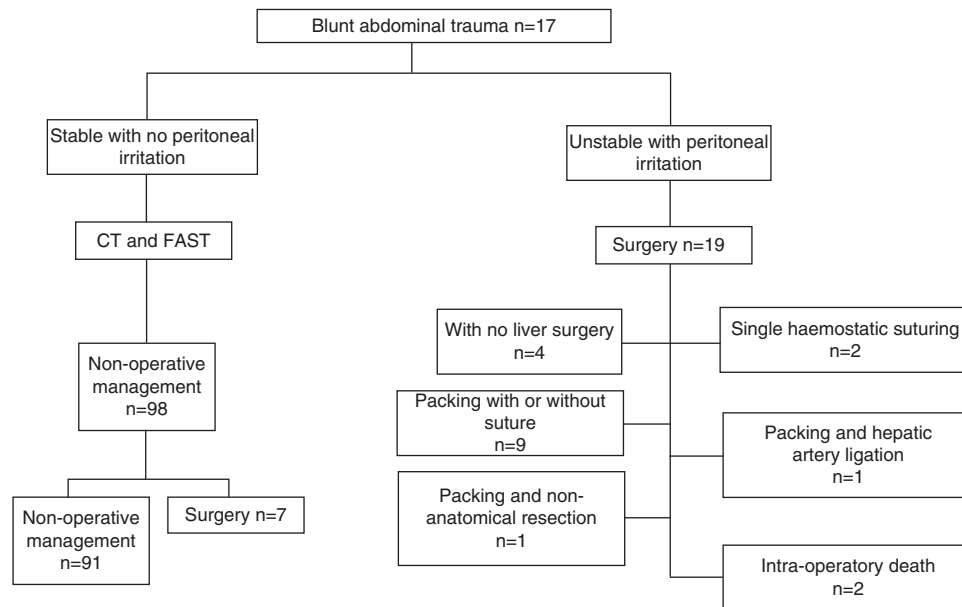 Blunt abdominal trauma n=17
Stable with no peritoneal
irritation
Unstable with peritoneal
irritation
CT and FAST
Surgery n=19
With no liver surgery
n=4
Single haemostatic suturing
n=2
Non-operative
management
n=98
Packing with or without
suture
n=9
Packing and hepatic
artery ligation
n=1
Packing and non-
anatomical resection
n=1
Non-operative
management
n=91
Surgery n=7
Intra-operatory death
n=2